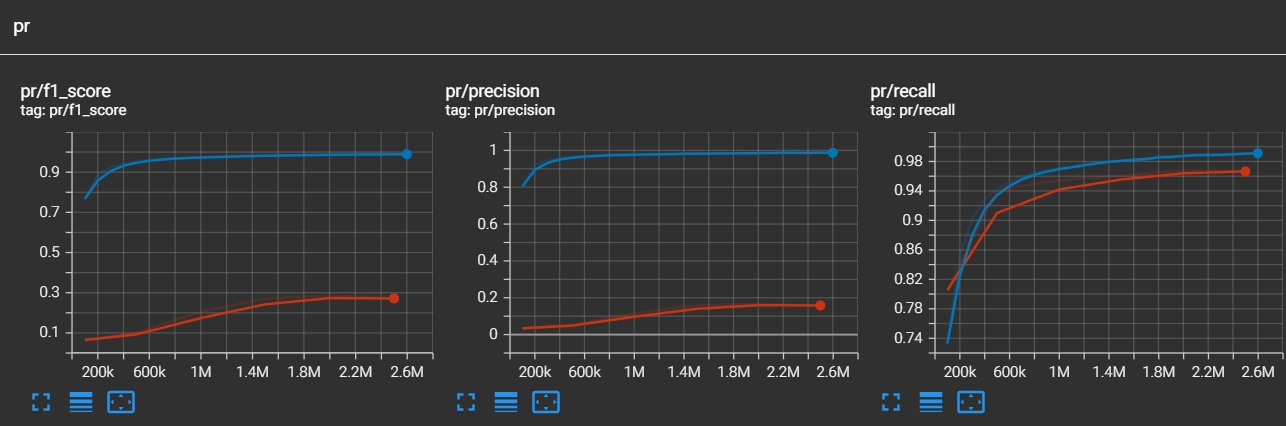 pr
pr/f1_score
tag: pr/f1_score
0.9
0.7
0.5
0.3
0.1
200k 600k 1M 1.4M 1.8M 2.2M 2.6M
pr/precision
tag: pr/precision
1
0.8
0.6
0.4
0.2
0
200k 600k 1M 1.4M 1.8M 2.2M 2.6M
pr/recall
tag: pr/recall
0.98
0.94
0.9
0.86
0.82
0.78
0.74
200k 600k 1M 1.4M 1.8M 2.2M 2.6M